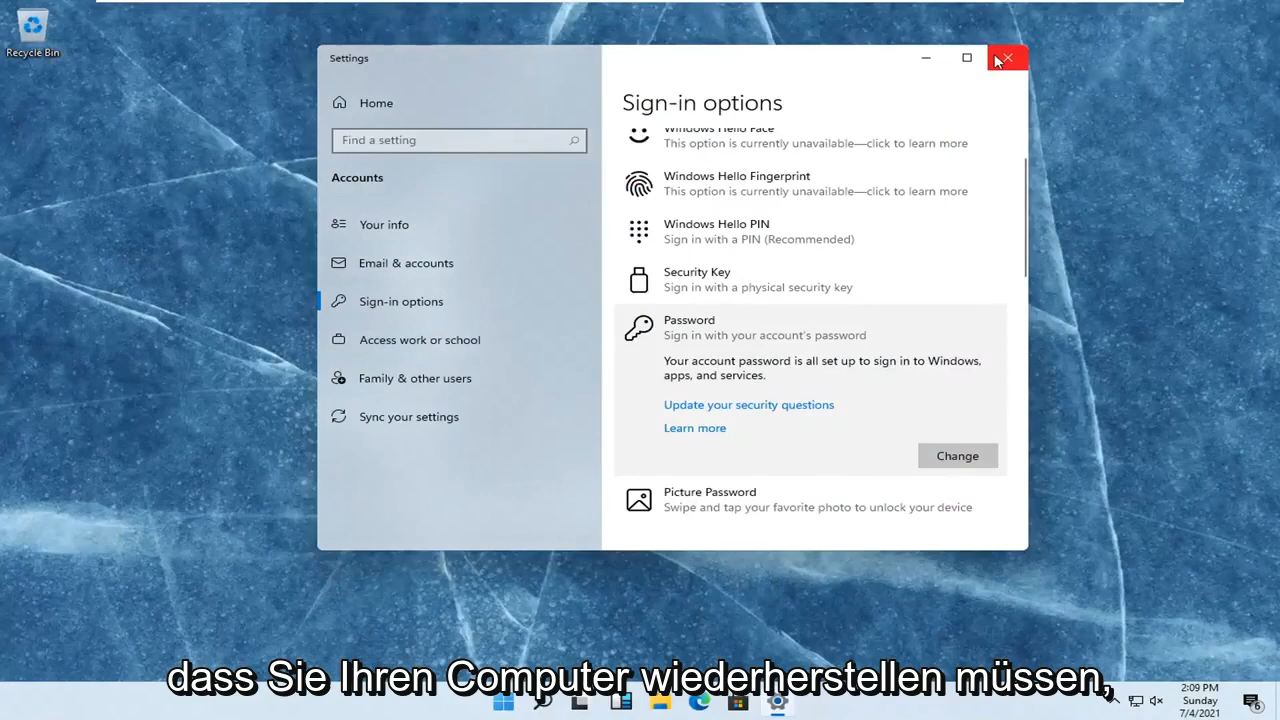 Recycle Bin
Settings
Home
Find a setting
Accounts
Your info
Email & accounts
Sign-in options
Access work or school
Family & other users
Sync your settings
Sign-in options
Windows Hello Face
This option is currently unavailable—click to learn more
Windows Hello Fingerprint
This option is currently unavailable—click to learn more
Windows Hello PIN
Sign in with a PIN (Recommended)
Security Key
Sign in with a physical security key
Password
Sign in with your account's password
Your account password is all set up to sign in to Windows,
apps, and services.
Update your security questions
Learn more
Change
Picture Password
Swipe and tap your favorite photo to unlock your device
dass Sie Ihren Computer wiederherstellen müssen,
2:09 PM
Sunday
7/4/2021
6